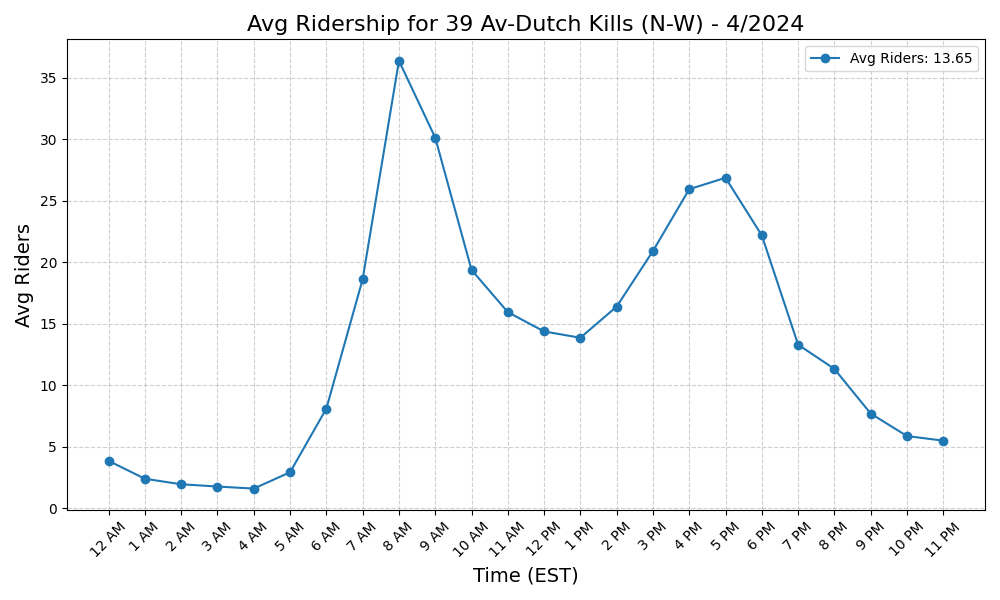 Avg Ridership for 39 Av-Dutch Kills (N-W) - 4/2024
Avg Riders: 13.65
Avg Riders
35
30
25
20
15
10
5
0
12 AM
1 AM
2 AM
3 AM
4 AM
5 AM
6 AM
7 AM
8 AM
9 AM
10 AM
11 AM
12 PM
1 PM
2 PM
3 PM
4 PM
5 PM
6 PM
7 PM
8 PM
9 PM
10 PM
11 PM
Time (EST)